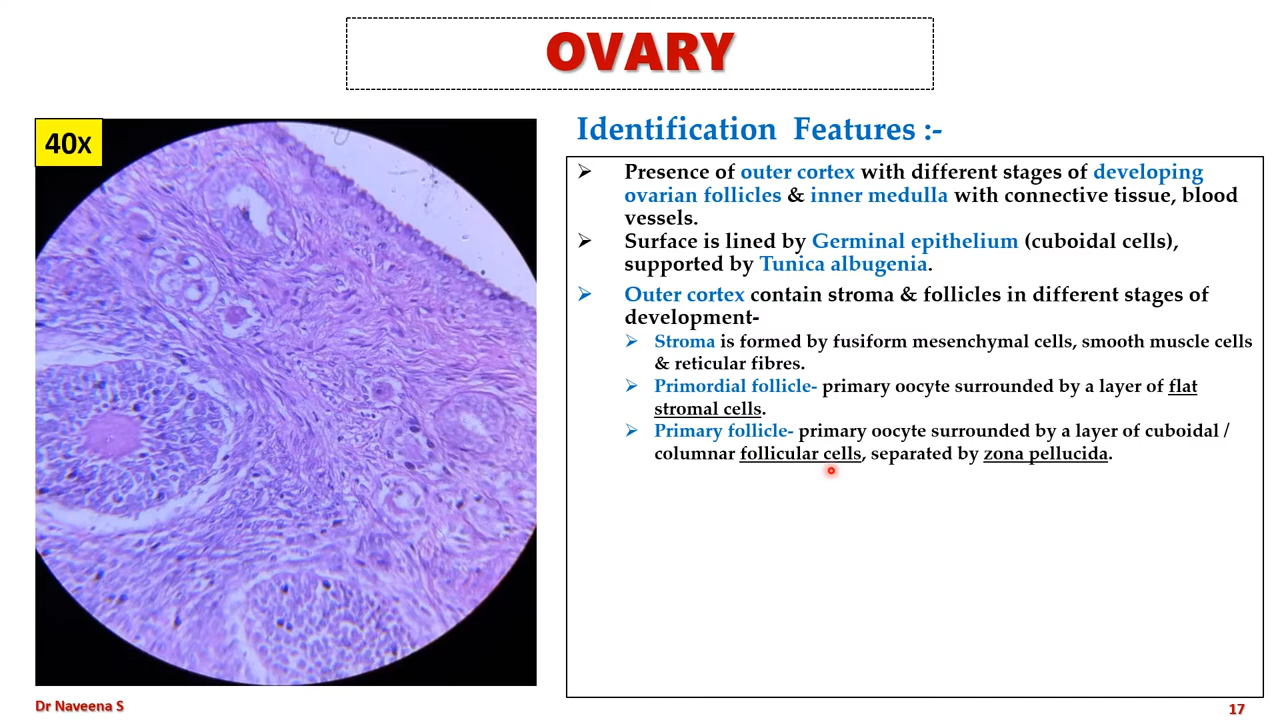 OVARY
40x
Identification Features :-
➢ Presence of outer cortex with different stages of developing
ovarian follicles & inner medulla with connective tissue, blood
vessels.
➢ Surface is lined by Germinal epithelium (cuboidal cells),
supported by Tunica albugenia.
➢ Outer cortex contain stroma & follicles in different stages of
development-
➢ Stroma is formed by fusiform mesenchymal cells, smooth muscle cells
& reticular fibres.
➢ Primordial follicle- primary oocyte surrounded by a layer of flat
stromal cells.
➢ Primary follicle- primary oocyte surrounded by a layer of cuboidal /
columnar follicular cells, separated by zona pellucida.
Dr Naveena S
17